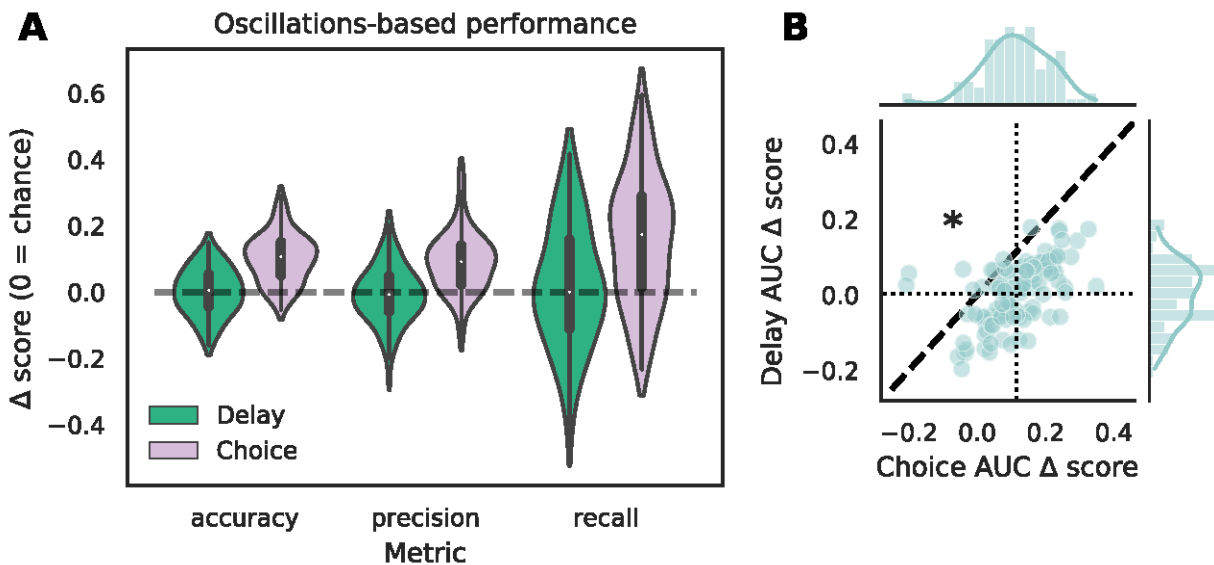 A
Oscillations-based performance
Δ score (0 = chance)
0.6
0.4
0.2
0.0
−0.2
−0.4
Delay
Choice
accuracy precision recall
Metric
B
Delay AUC Δ score
0.4
0.2
0.0
−0.2
*
−0.2 0.0 0.2 0.4
Choice AUC Δ score